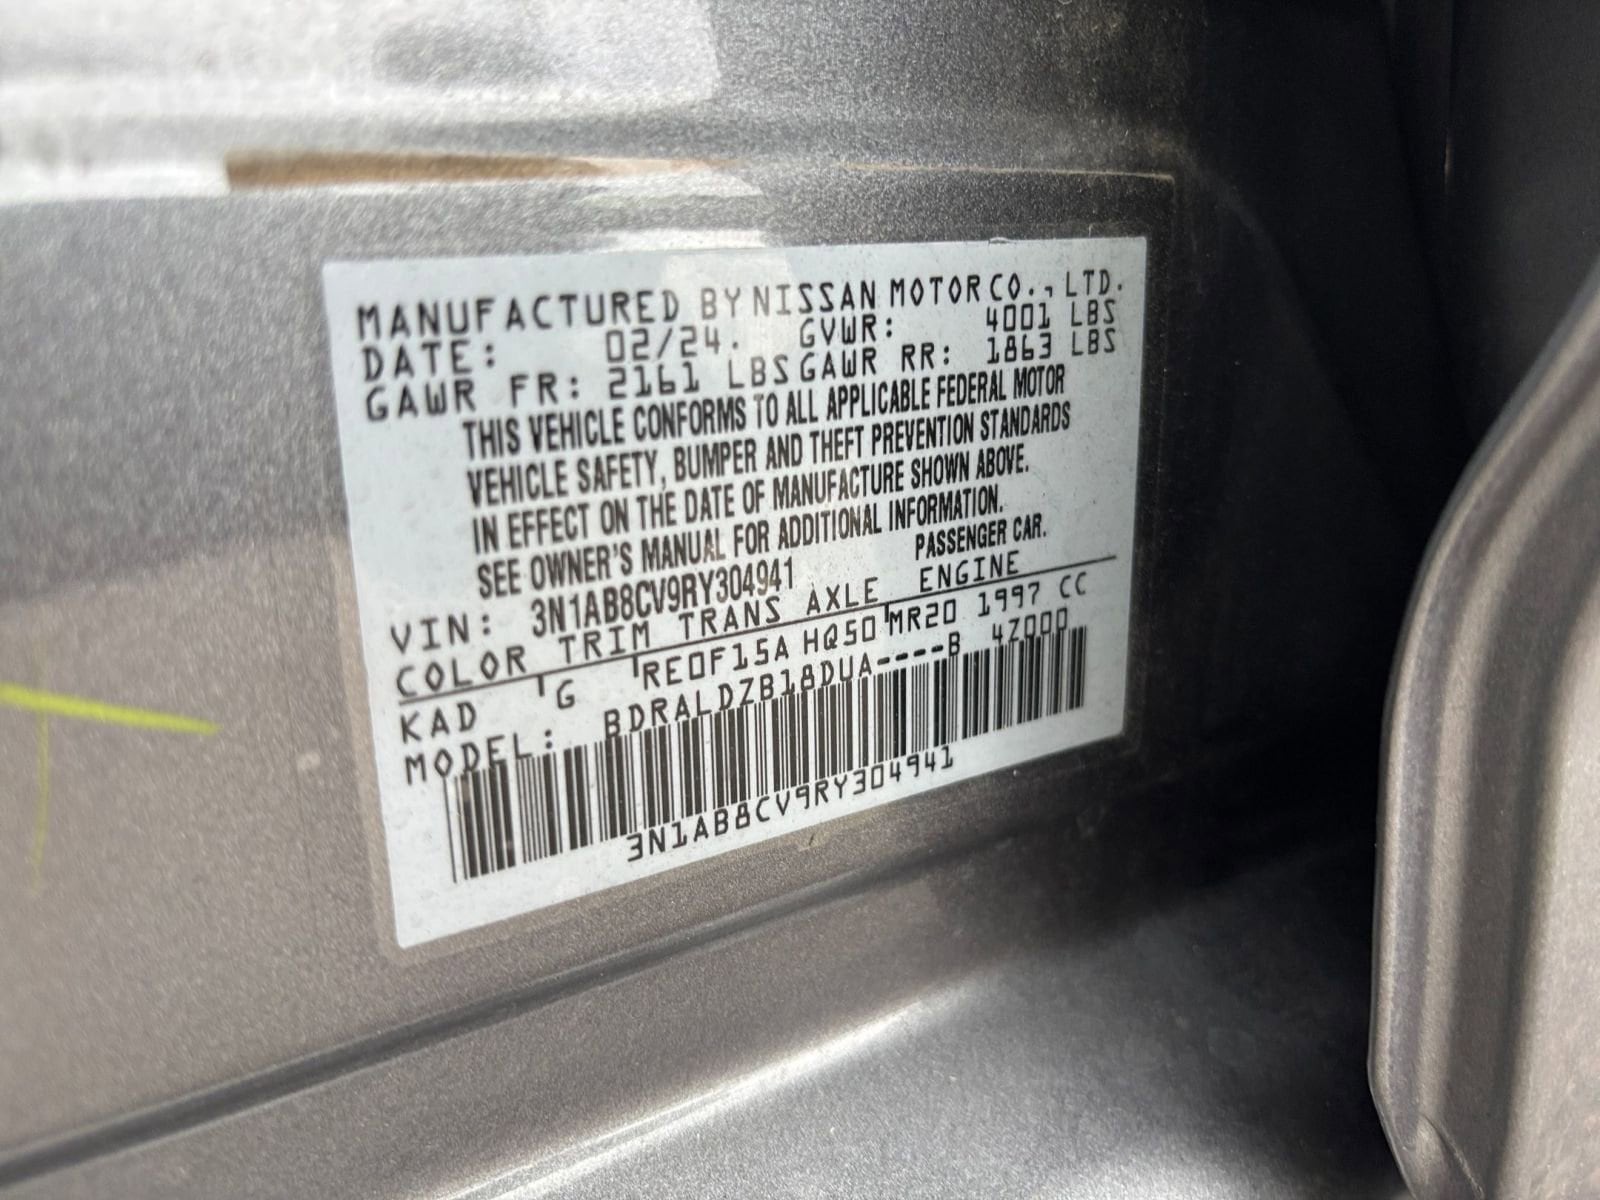 MANUFACTURED BY NISSAN MOTOR CO., LTD.
DATE: 02/24. GVWR: 4001 LBS
GAWR FR: 2161 LBS GAWR RR: 1863 LBS
THIS VEHICLE CONFORMS TO ALL APPLICABLE FEDERAL MOTOR
VEHICLE SAFETY, BUMPER AND THEFT PREVENTION STANDARDS
IN EFFECT ON THE DATE OF MANUFACTURE SHOWN ABOVE.
SEE OWNER'S MANUAL FOR ADDITIONAL INFORMATION.
VIN: 3N1AB8CV9RY304941 PASSENGER CAR.
COLOR TRIM TRANS AXLE ENGINE
KAD G RE0F15A HQ50 MR20 1997 CC
MODEL: BDRALDZB18DUA----B 4Z000
3N1AB8CV9RY304941